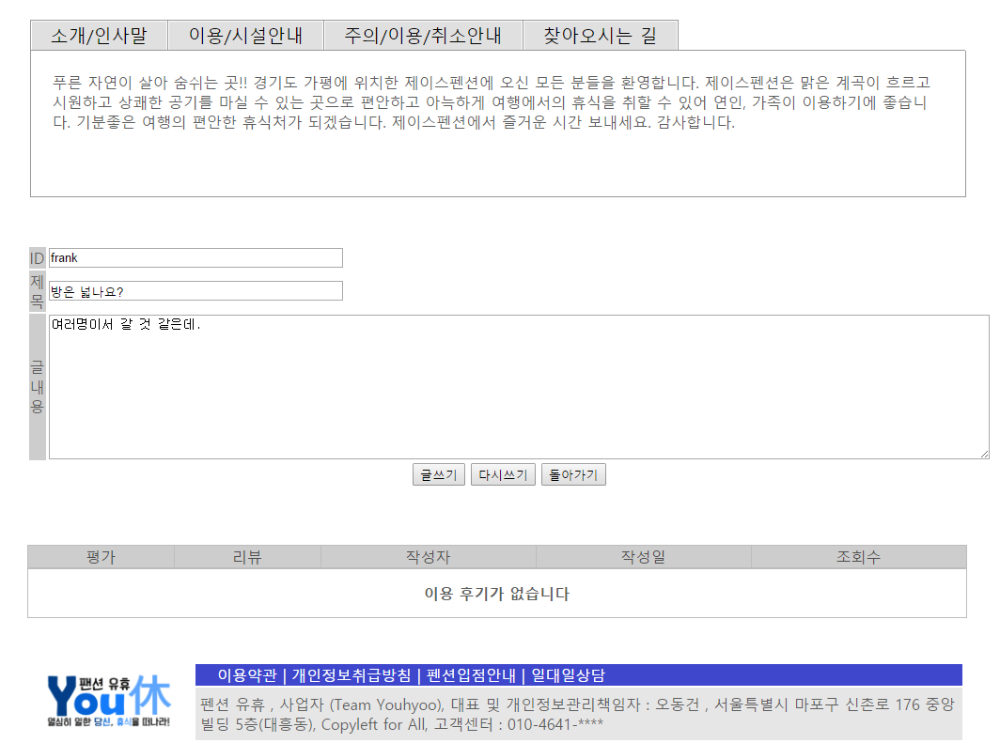 소개/인사말 이용/시설안내 주의/이용/취소안내 찾아오시는 길
푸른 자연이 살아 숨쉬는 곳!! 경기도 가평에 위치한 제이스펜션에 오신 모든 분들을 환영합니다. 제이스펜션은 맑은 계곡이 흐르고
시원하고 상쾌한 공기를 마실 수 있는 곳으로 편안하고 아늑하게 여행에서의 휴식을 취할 수 있어 연인, 가족이 이용하기에 좋습니
다. 기분좋은 여행의 편안한 휴식처가 되겠습니다. 제이스펜션에서 즐거운 시간 보내세요. 감사합니다.
ID frank
제목 방은 넓나요?
글내용 여러명이서 갈 것 같은데.
글쓰기 다시쓰기 돌아가기
평가 리뷰 작성자 작성일 조회수
이용 후기가 없습니다
팬션 유휴
You休
열심히 일한 당신, 휴식을 떠나라!
이용약관 | 개인정보취급방침 | 펜션입점안내 | 일대일상담
펜션 유휴 , 사업자 (Team Youhyoo), 대표 및 개인정보관리책임자 : 오동건 , 서울특별시 마포구 신촌로 176 중앙
빌딩 5층(대흥동), Copyleft for All, 고객센터 : 010-4641-****